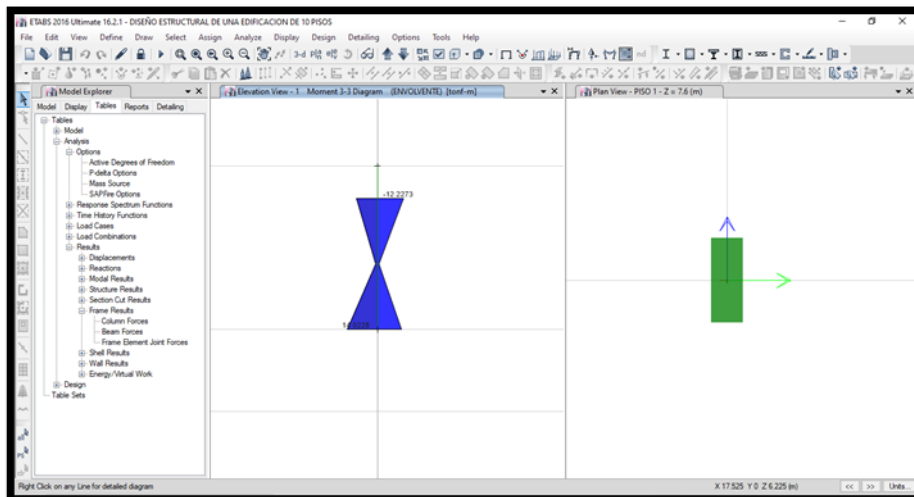 ETABS 2016 Ultimate 16.2.1 - DISEÑO ESTRUCTURAL DE UNA EDIFICACION DE 10 PISOS
File Edit View Define Draw Select Assign Analyze Display Design Detailing Options Tools Help
Model Explorer
Model Display Tables Reports Detailing
Tables
Model
Analysis
Options
Active Degrees of Freedom
P-delta Options
Mass Source
SAPFire Options
Response Spectrum Functions
Time History Functions
Load Cases
Load Combinations
Results
Displacements
Reactions
Modal Results
Structure Results
Section Cut Results
Frame Results
Column Forces
Beam Forces
Frame Element Joint Forces
Shell Results
Wall Results
Energy/Virtual Work
Design
Table Sets
Elevation View - 1 Moment 3-3 Diagram (ENVOLVENTE) [tonf-m]
-12.2273
Plan View - PISO 1 - Z = 7.6 (m)
Right Click on any Line for detailed diagram
X 17.525 Y 0 Z 6.225 (m)
<< >> Units...